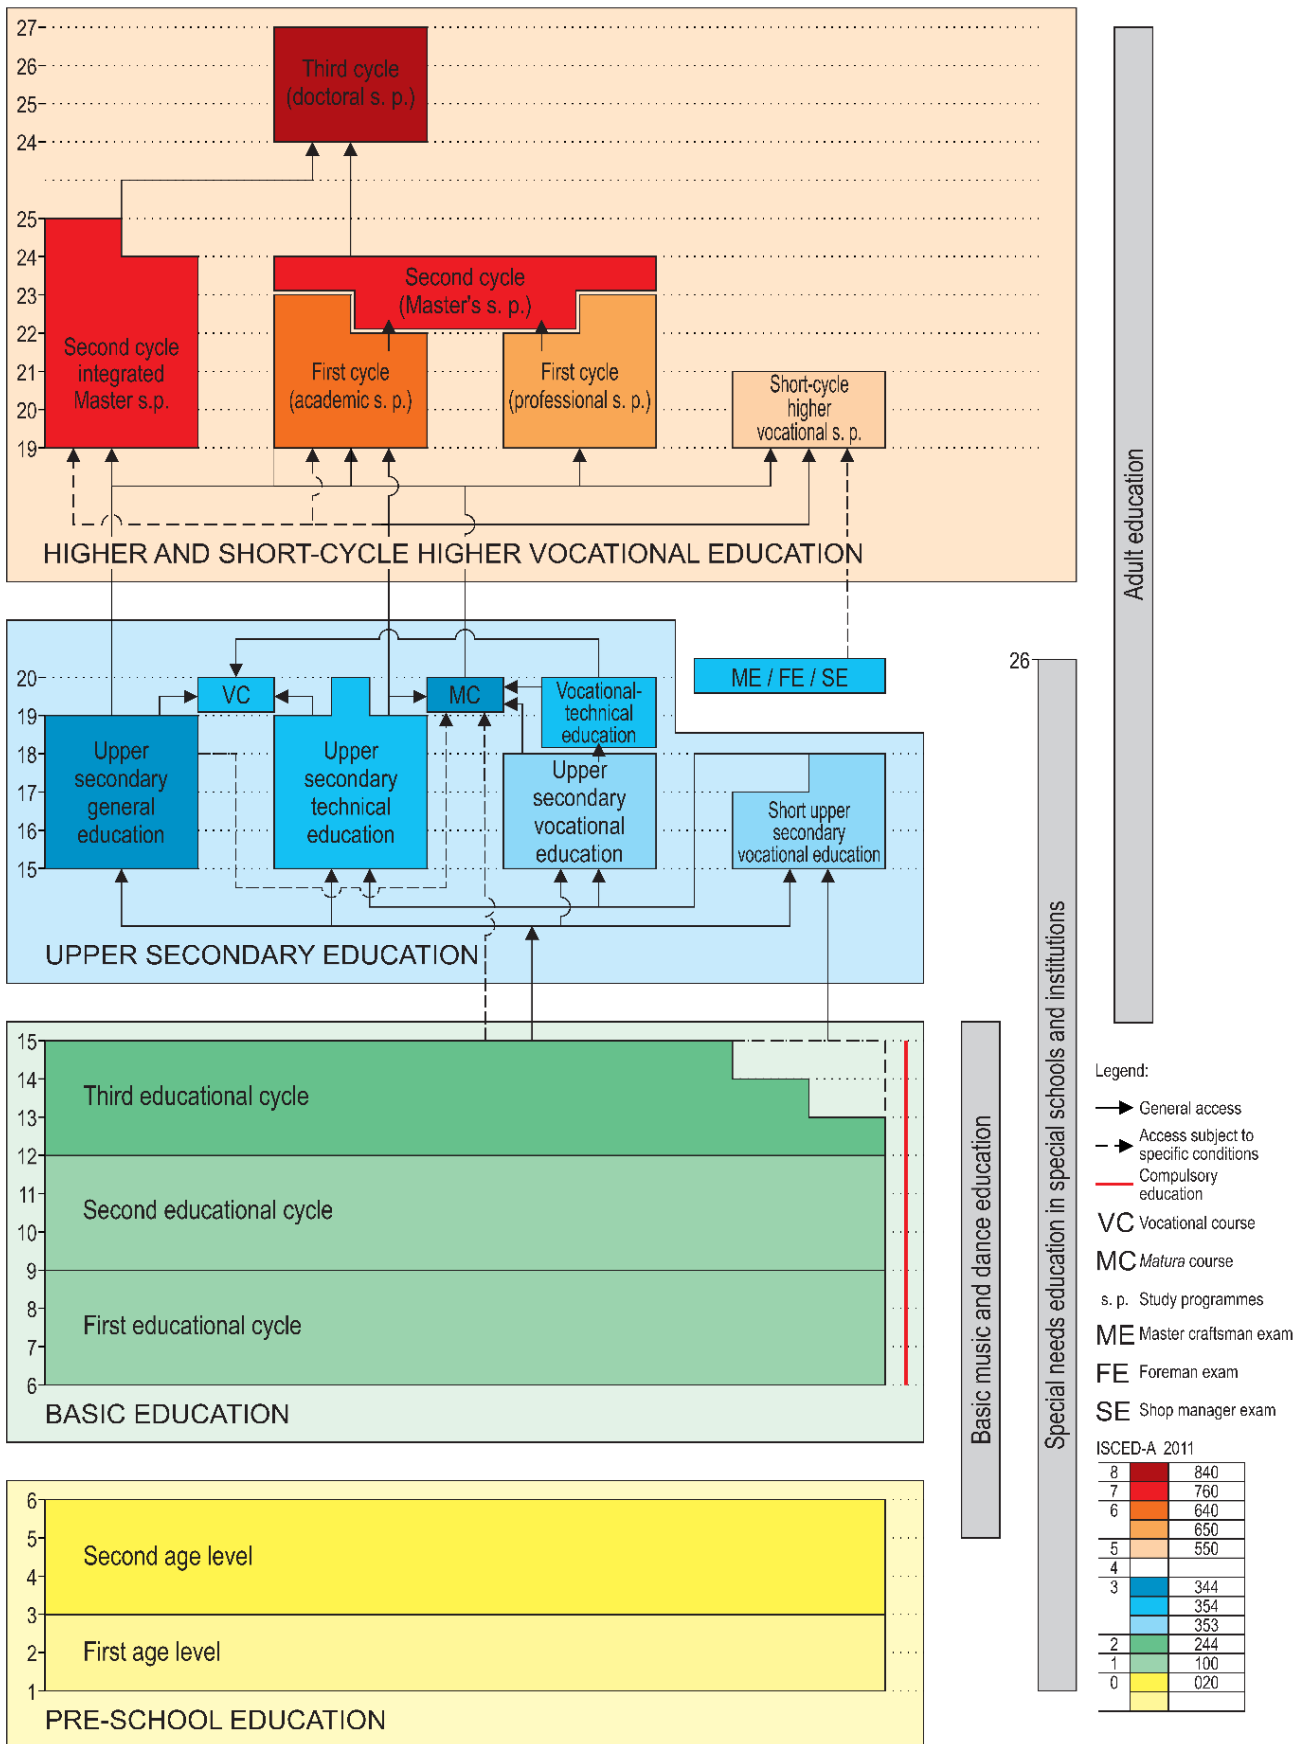 27
26
25
24
25
24
23
22
21
20
19
Third cycle
(doctoral s. p.)
Second cycle
integrated
Master s.p.
Second cycle
(Master's s. p.)
First cycle
(academic s. p.)
First cycle
(professional s. p.)
Short-cycle
higher
vocational s. p.
HIGHER AND SHORT-CYCLE HIGHER VOCATIONAL EDUCATION
20
19
18
17
16
15
VC
MC
Vocational-
technical
education
ME / FE / SE
Upper
secondary
general
education
Upper
secondary
technical
education
Upper
secondary
vocational
education
Short upper
secondary
vocational education
UPPER SECONDARY EDUCATION
15
14
13
12
11
10
9
8
7
6
Third educational cycle
Second educational cycle
First educational cycle
BASIC EDUCATION
6
5
4
3
2
1
Second age level
First age level
PRE-SCHOOL EDUCATION
Basic music and dance education
26
Special needs education in special schools and institutions
Adult education
Legend:
General access
Access subject to
specific conditions
Compulsory
education
VC Vocational course
MC Matura course
s. p. Study programmes
ME Master craftsman exam
FE Foreman exam
SE Shop manager exam
ISCED-A 2011
8 840
7 760
6 640
650
5 550
4
3 344
354
353
2 244
1 100
0 020